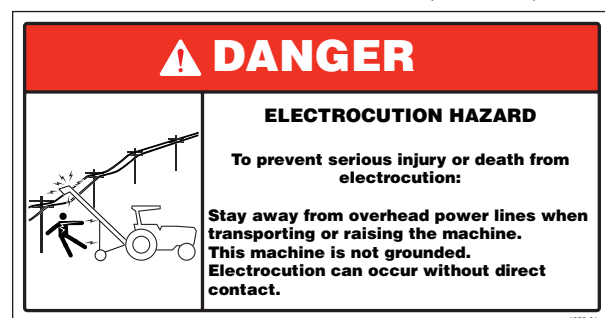 DANGER
ELECTROCUTION HAZARD
To prevent serious injury or death from
electrocution:
Stay away from overhead power lines when
transporting or raising the machine.
This machine is not grounded.
Electrocution can occur without direct
contact.